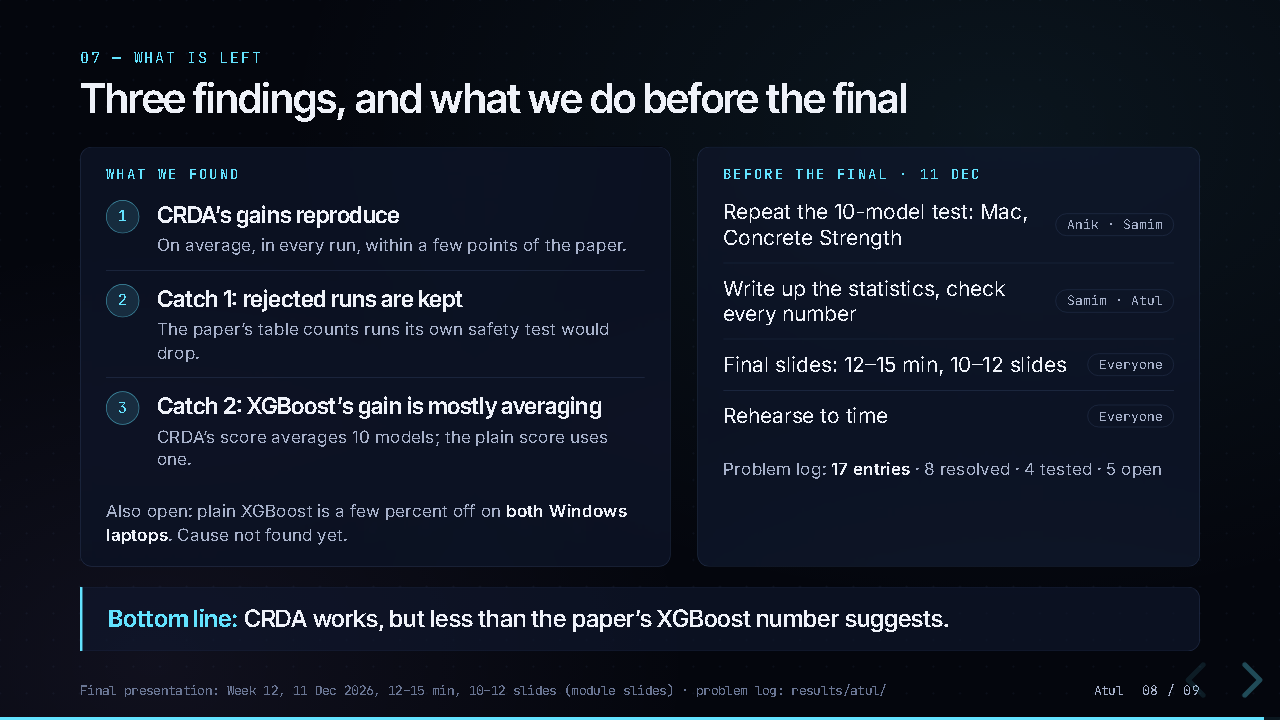 07 — WHAT IS LEFT
Three findings, and what we do before the final
WHAT WE FOUND
1
CRDA's gains reproduce
On average, in every run, within a few points of the paper.
2
Catch 1: rejected runs are kept
The paper's table counts runs its own safety test would
drop.
3
Catch 2: XGBoost's gain is mostly averaging
CRDA's score averages 10 models; the plain score uses
one.
Also open: plain XGBoost is a few percent off on both Windows
laptops. Cause not found yet.
BEFORE THE FINAL · 11 DEC
Repeat the 10-model test: Mac,
Concrete Strength
Anik · Samim
Write up the statistics, check
every number
Samim · Atul
Final slides: 12–15 min, 10–12 slides
Everyone
Rehearse to time
Everyone
Problem log: 17 entries · 8 resolved · 4 tested · 5 open
Bottom line: CRDA works, but less than the paper's XGBoost number suggests.
Final presentation: Week 12, 11 Dec 2026, 12–15 min, 10–12 slides (module slides) · problem log: results/atul/
Atul 08 / 09